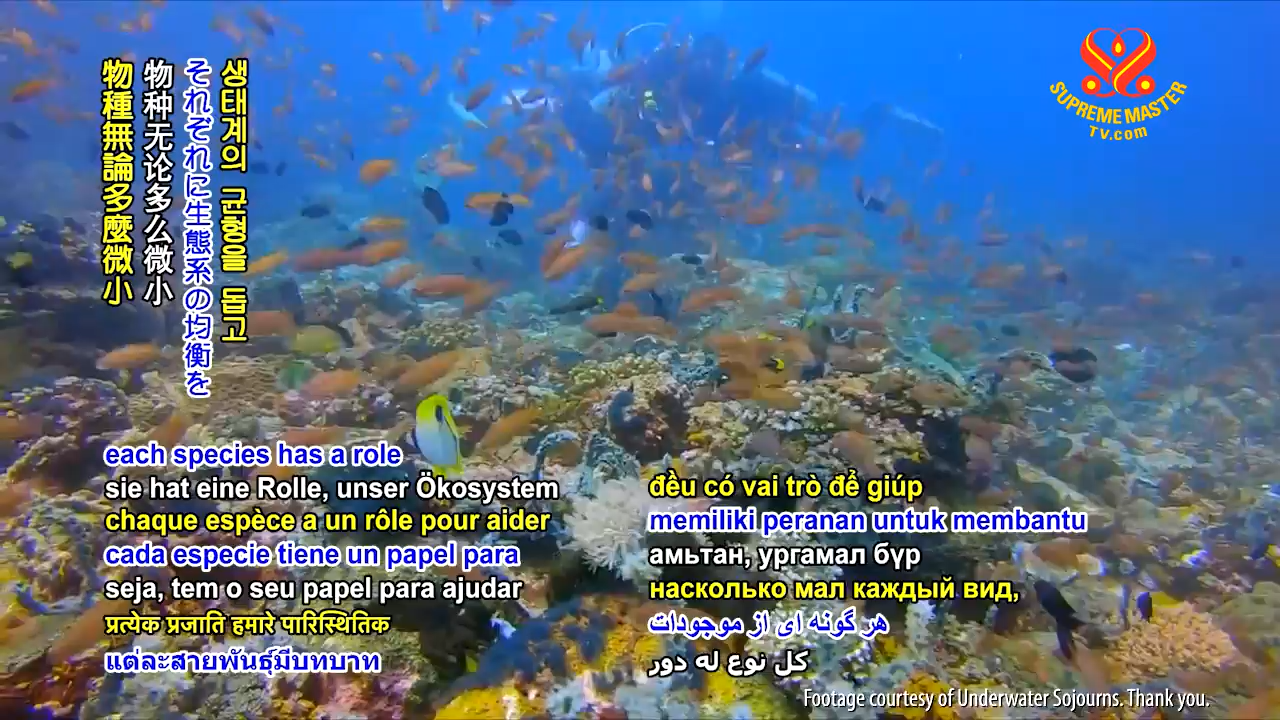 物種無論多麼微小
物种无论多么微小
それぞれに生態系の均衡を
생태계의 균형을 돕고
SUPREME MASTER
TV.com
each species has a role
sie hat eine Rolle, unser Ökosystem
chaque espèce a un rôle pour aider
cada especie tiene un papel para
seja, tem o seu papel para ajudar
प्रत्येक प्रजाति हमारे पारिस्थितिक
แต่ละสายพันธุ์มีบทบาท
đều có vai trò để giúp
memiliki peranan untuk membantu
амьтан, ургамал бүр
насколько мал каждый вид,
هر گونه ای از موجودات
كل نوع له دور
Footage courtesy of Underwater Sojourns. Thank you.